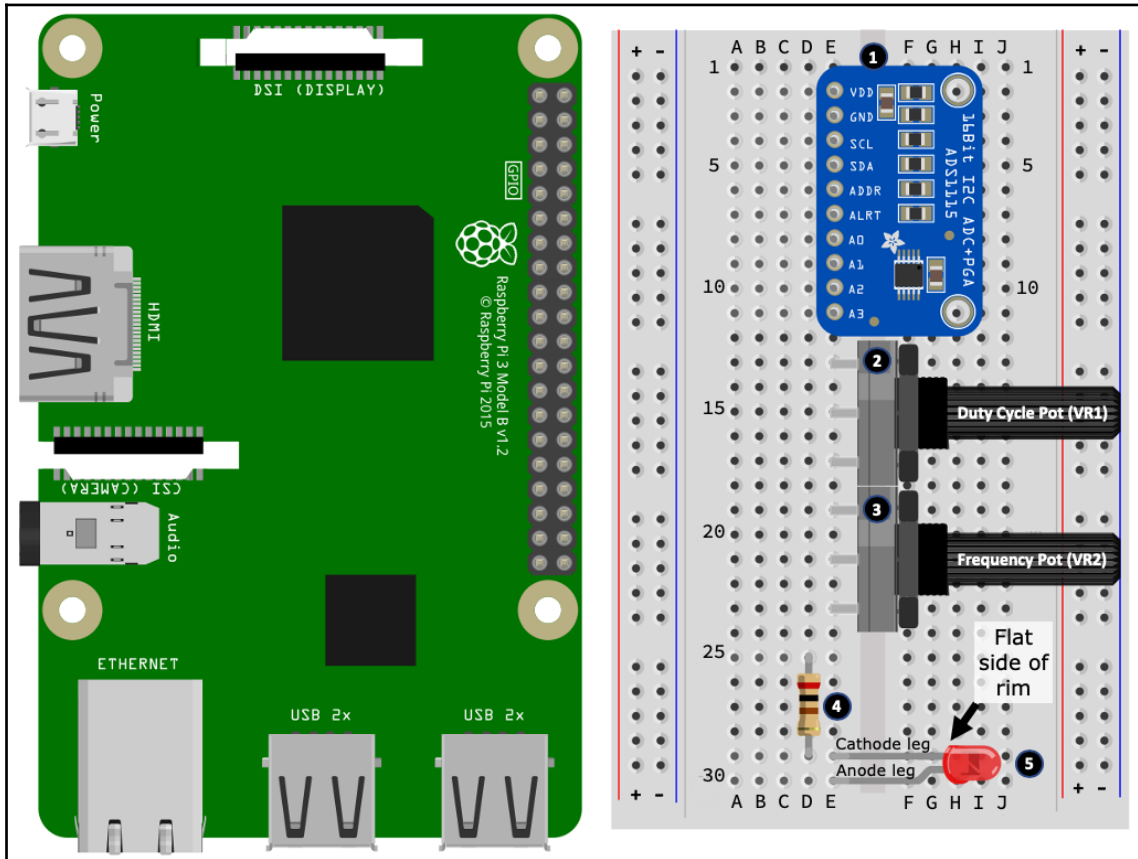 DSI (DISPLAY)
Power
HDMI
CSI (CAMERA)
Audio
ETHERNET
USB 2x
USB 2x
GPIO
Raspberry Pi 3 Model B v1.2
© Raspberry Pi 2015
+ -
A B C D E
F G H I J
+ -
1
1
1
5
5
10
10
15
20
25
30
VDD
GND
SCL
SDA
ADDR
ALRT
A0
A1
A2
A3
16Bit I2C ADC+PGA
ADS1115
2
Duty Cycle Pot (VR1)
3
Frequency Pot (VR2)
Flat
side of
rim
4
Cathode leg
Anode leg
5
+ -
A B C D E
F G H I J
+ -